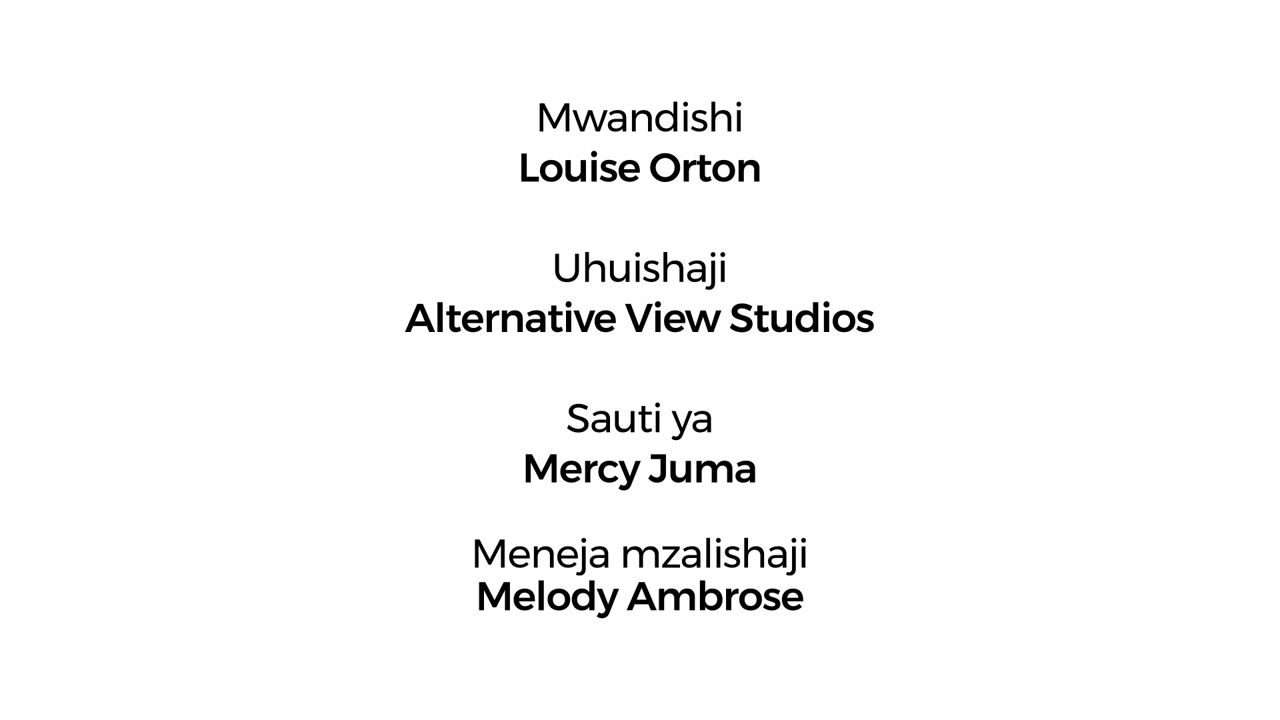 Mwandishi
Louise Orton
Uhuishaji
Alternative View Studios
Sauti ya
Mercy Juma
Meneja mzalishaji
Melody Ambrose